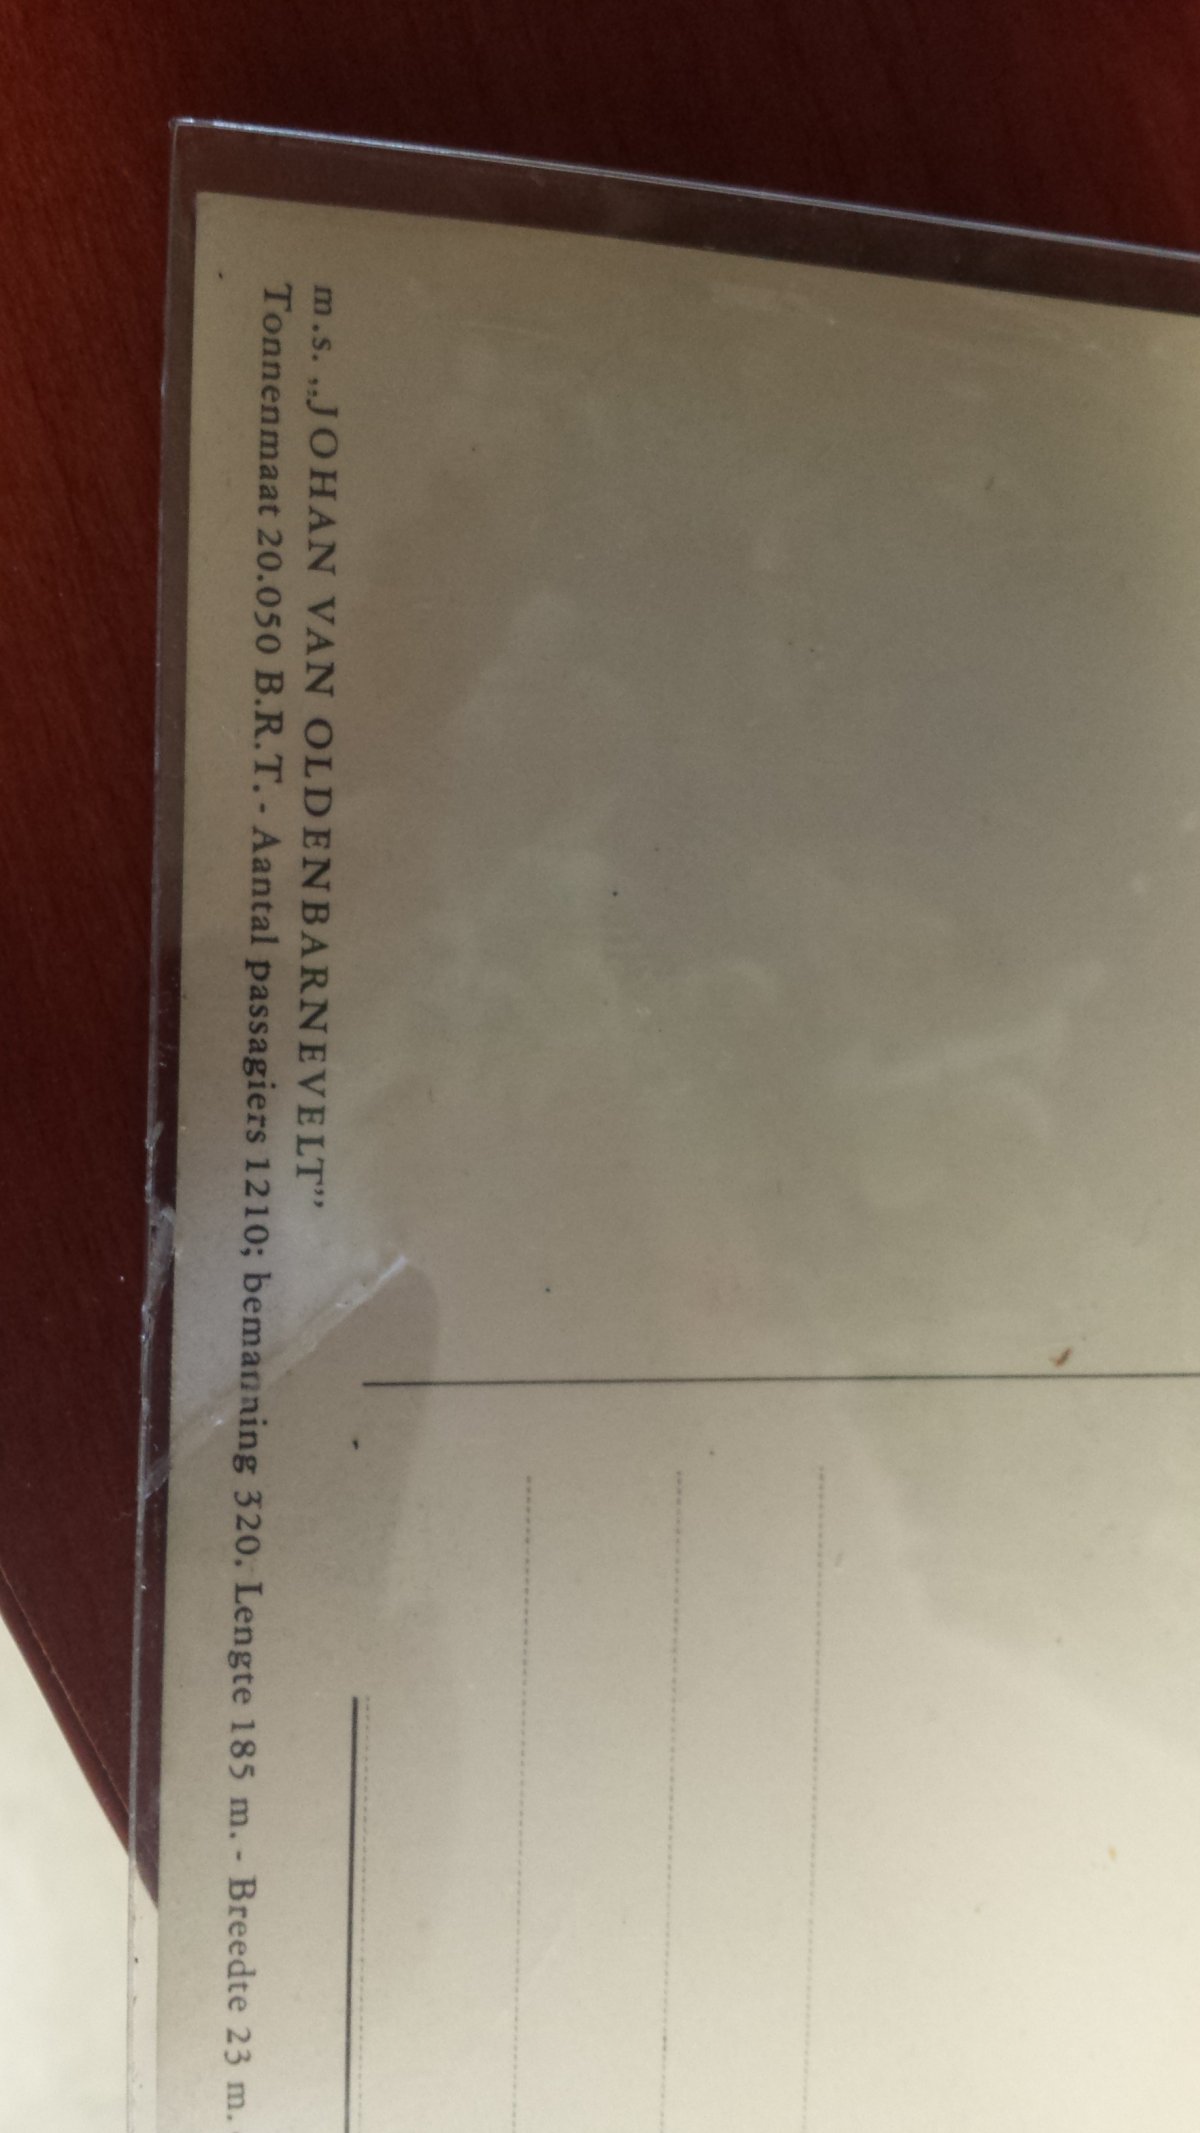 m.s. „JOHAN VAN OLDENBARNEVELT”
Tonnenmaat 20.050 B.R.T. - Aantal passagiers 1210; bemanning 320. Lengte 185 m. - Breedte 23 m.